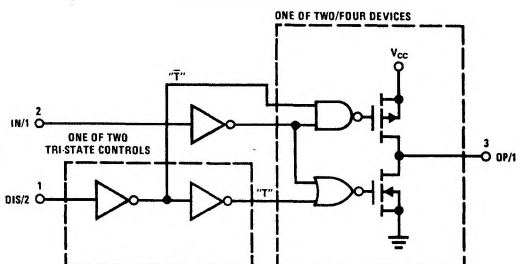 ONE OF TWO/FOUR DEVICES
VCC
"T̅"
2
IN/1
ONE OF TWO
TRI-STATE CONTROLS
3
OP/1
1
DIS/2
"T"